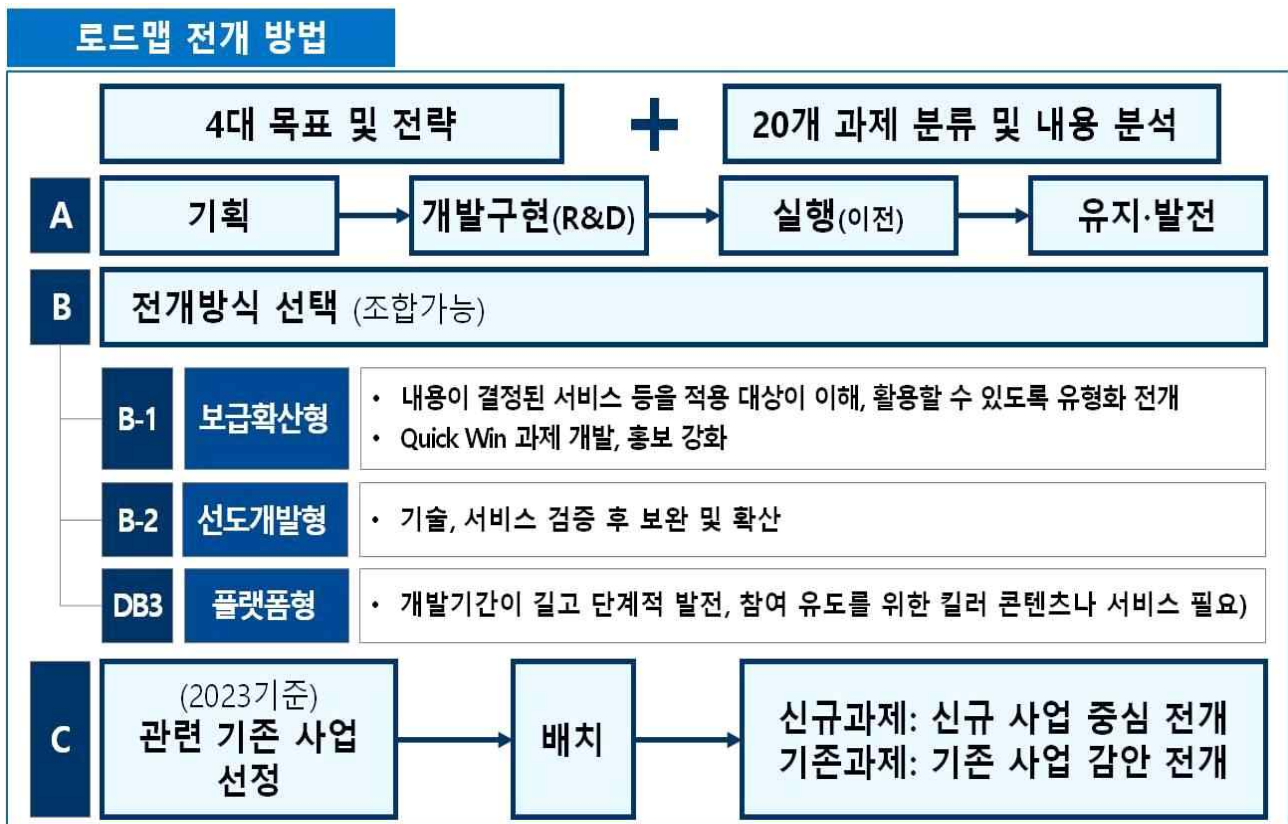 로드맵 전개 방법
4대 목표 및 전략 + 20개 과제 분류 및 내용 분석
A 기획 개발구현(R&D) 실행(이전) 유지·발전
B 전개방식 선택 (조합가능)
B-1 보급확산형
• 내용이 결정된 서비스 등을 적용 대상이 이해, 활용할 수 있도록 유형화 전개
• Quick Win 과제 개발, 홍보 강화
B-2 선도개발형 • 기술, 서비스 검증 후 보완 및 확산
DB3 플랫폼형 • 개발기간이 길고 단계적 발전, 참여 유도를 위한 킬러 콘텐츠나 서비스 필요)
C
(2023기준)
관련 기존 사업
선정
배치
신규과제: 신규 사업 중심 전개
기존과제: 기존 사업 감안 전개